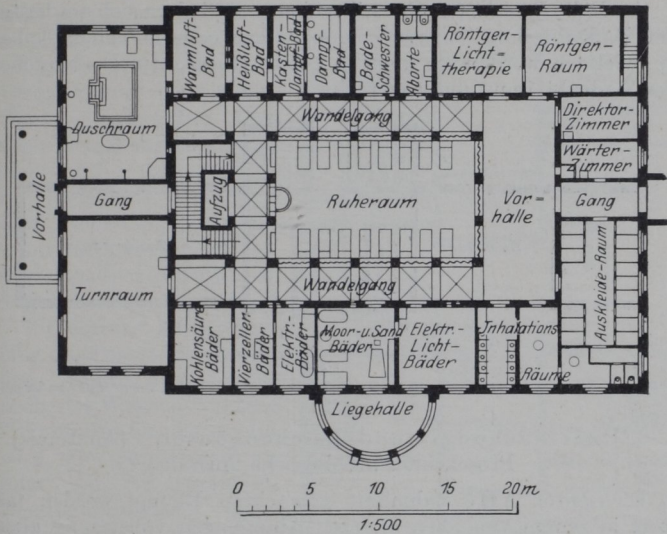 Warmluft-
Bad
Heißluft-
Bad
Kasten-
Dampf-Bad
Dampf-
Bad
Bade-
Schwester
Aborte
Röntgen-
Licht=
therapie
Röntgen-
Raum
Duschraum
Wandelgang
Direktor-
Zimmer
Wärter-
Zimmer
Vorhalle
Gang
Aufzug
Ruheraum
Vor=
halle
Gang
Turnraum
Wandelgang
Auskleide-Raum
Kohlensäure
Bäder
Vierzellen-
Bäder
Elektr.-
Bäder
Moor-u.Sand
Bäder
Elektr.-
Licht-
Bäder
Inhalations
Räume
Liegehalle
0 5 10 15 20m
1:500